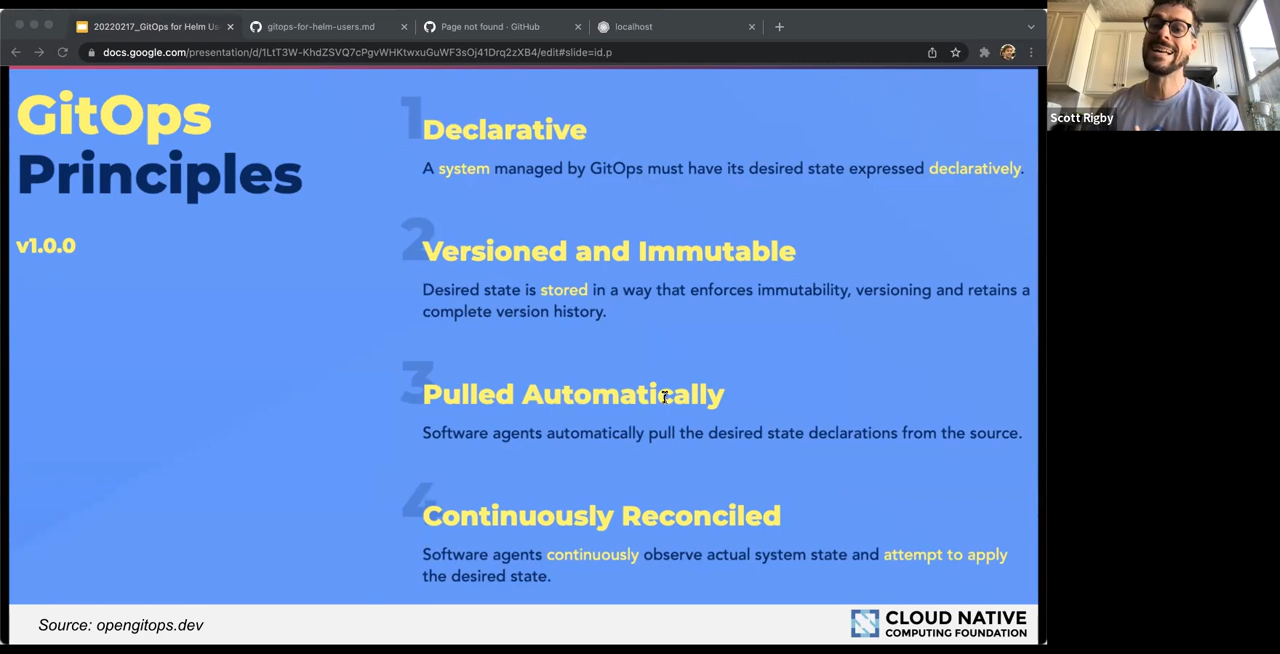 20220217_GitOps for Helm Us
gitops-for-helm-users.md
Page not found · GitHub
localhost
docs.google.com/presentation/d/1LtT3W-KhdZSVQ7cPgvWHKtwxuGuWF3sOj41Drq2zXB4/edit#slide=id.p
Scott Rigby
GitOps
Principles
v1.0.0
1
Declarative
A system managed by GitOps must have its desired state expressed declaratively.
2
Versioned and Immutable
Desired state is stored in a way that enforces immutability, versioning and retains a
complete version history.
3
Pulled Automatically
Software agents automatically pull the desired state declarations from the source.
4
Continuously Reconciled
Software agents continuously observe actual system state and attempt to apply
the desired state.
Source: opengitops.dev
CLOUD NATIVE
COMPUTING FOUNDATION